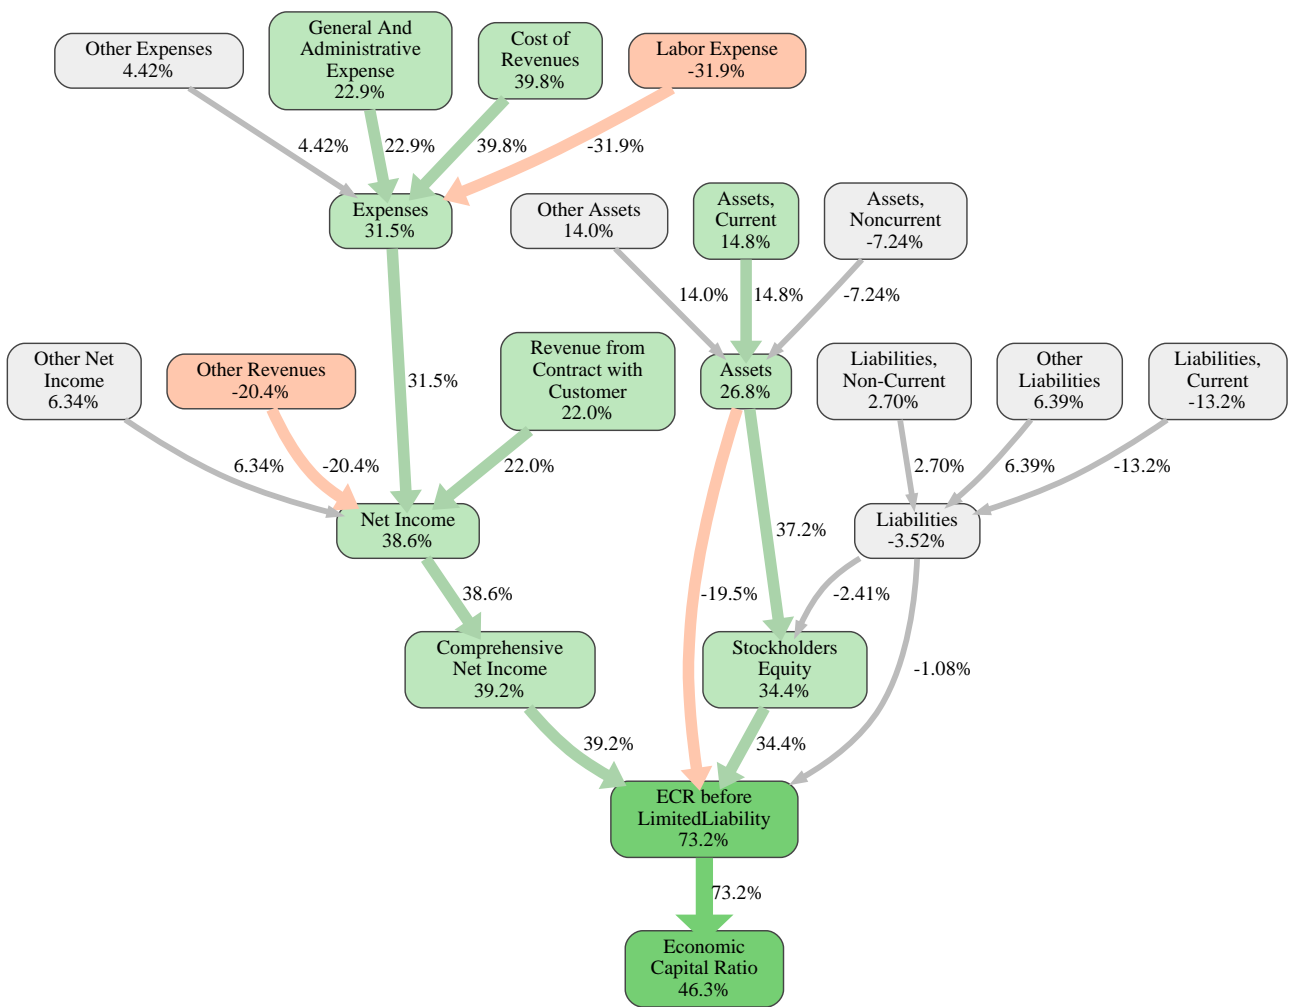 Other Expenses
4.42%
General And
Administrative
Expense
22.9%
Cost of
Revenues
39.8%
Labor Expense
-31.9%
4.42%
22.9%
39.8%
-31.9%
Expenses
31.5%
Other Assets
14.0%
Assets,
Current
14.8%
Assets,
Noncurrent
-7.24%
14.0%
14.8%
-7.24%
Other Net
Income
6.34%
Other Revenues
-20.4%
31.5%
Revenue from
Contract with
Customer
22.0%
Assets
26.8%
Liabilities,
Non-Current
2.70%
Other
Liabilities
6.39%
Liabilities,
Current
-13.2%
6.34%
-20.4%
22.0%
2.70%
6.39%
-13.2%
Net Income
38.6%
37.2%
Liabilities
-3.52%
38.6%
-19.5%
-2.41%
Comprehensive
Net Income
39.2%
Stockholders
Equity
34.4%
-1.08%
39.2%
34.4%
ECR before
LimitedLiability
73.2%
73.2%
Economic
Capital Ratio
46.3%